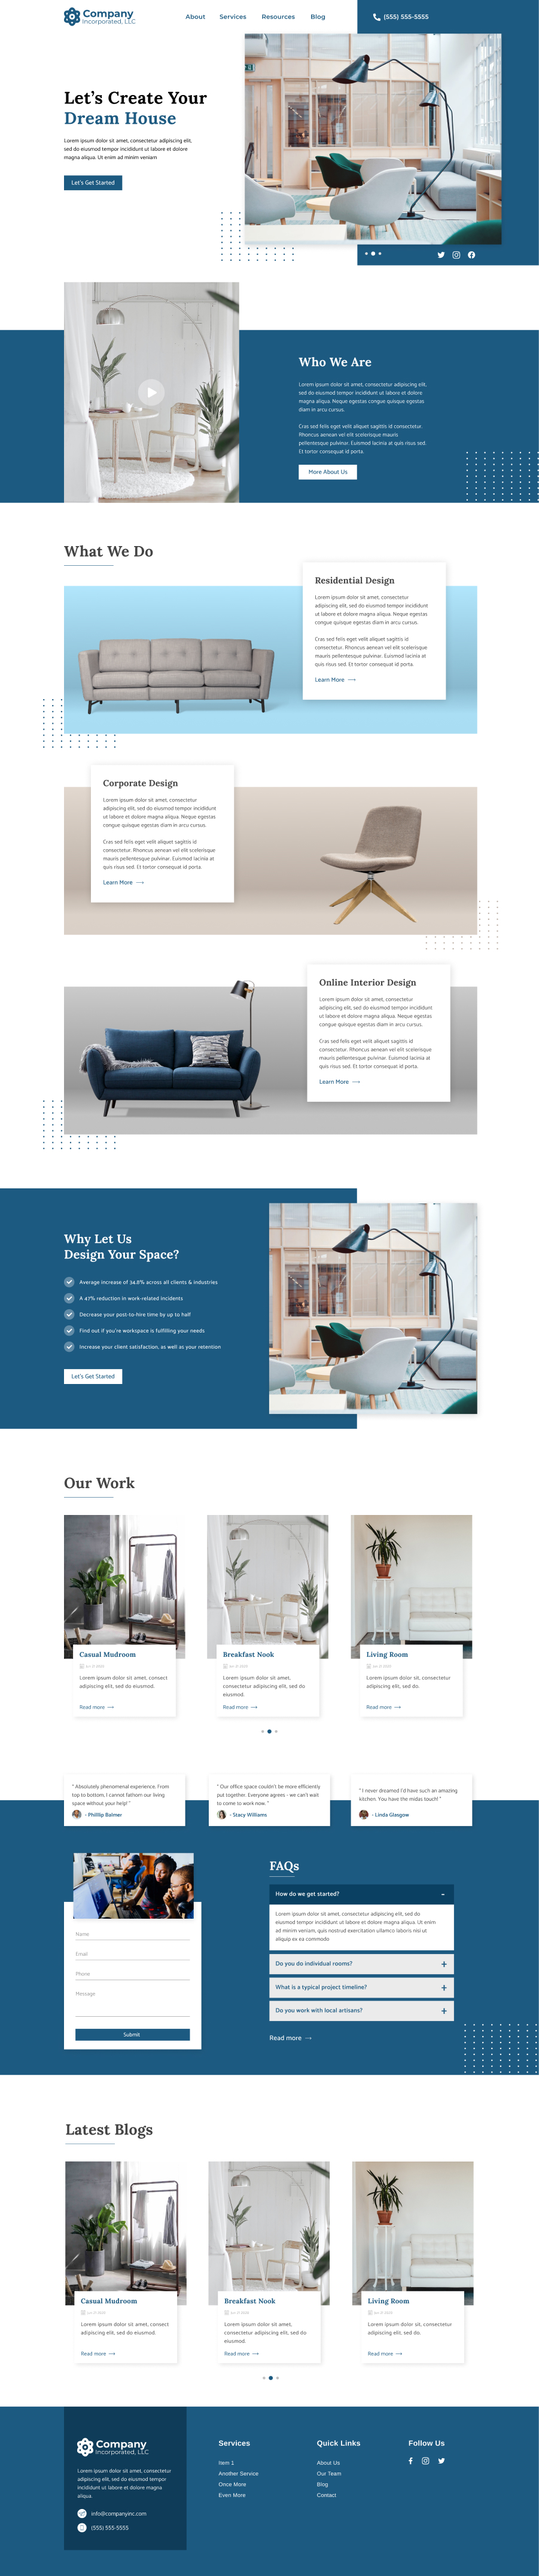 Company
Incorporated, LLC
About Services Resources Blog
(555) 555-5555
Let's Create Your
Dream House
Lorem ipsum dolor sit amet, consectetur adipiscing elit,
sed do eiusmod tempor incididunt ut labore et dolore
magna aliqua. Ut enim ad minim veniam
Let's Get Started
Who We Are
Lorem ipsum dolor sit amet, consectetur adipiscing elit,
sed do eiusmod tempor incididunt ut labore et dolore
magna aliqua. Neque egestas congue quisque egestas
diam in arcu cursus.
Cras sed felis eget velit aliquet sagittis id consectetur.
Rhoncus aenean vel elit scelerisque mauris
pellentesque pulvinar. Euismod lacinia at quis risus sed.
Et tortor consequat id porta.
More About Us
What We Do
Residential Design
Lorem ipsum dolor sit amet, consectetur
adipiscing elit, sed do eiusmod tempor incididunt
ut labore et dolore magna aliqua. Neque egestas
congue quisque egestas diam in arcu cursus.
Cras sed felis eget velit aliquet sagittis id
consectetur. Rhoncus aenean vel elit scelerisque
mauris pellentesque pulvinar. Euismod lacinia at
quis risus sed. Et tortor consequat id porta.
Learn More
Corporate Design
Lorem ipsum dolor sit amet, consectetur
adipiscing elit, sed do eiusmod tempor incididunt
ut labore et dolore magna aliqua. Neque egestas
congue quisque egestas diam in arcu cursus.
Cras sed felis eget velit aliquet sagittis id
consectetur. Rhoncus aenean vel elit scelerisque
mauris pellentesque pulvinar. Euismod lacinia at
quis risus sed. Et tortor consequat id porta.
Learn More
Online Interior Design
Lorem ipsum dolor sit amet, consectetur
adipiscing elit, sed do eiusmod tempor incididunt
ut labore et dolore magna aliqua. Neque egestas
congue quisque egestas diam in arcu cursus.
Cras sed felis eget velit aliquet sagittis id
consectetur. Rhoncus aenean vel elit scelerisque
mauris pellentesque pulvinar. Euismod lacinia at
quis risus sed. Et tortor consequat id porta.
Learn More
Why Let Us
Design Your Space?
Average increase of 34.8% across all clients & industries
A 47% reduction in work-related incidents
Decrease your post-to-hire time by up to half
Find out if you're workspace is fulfilling your needs
Increase your client satisfaction, as well as your retention
Let's Get Started
Our Work
Casual Mudroom
Lorem ipsum dolor sit amet, consect
adipiscing elit, sed do eiusmod.
Read more
Breakfast Nook
Lorem ipsum dolor sit amet,
consectetur adipiscing elit, sed do
eiusmod.
Read more
Living Room
Lorem ipsum dolor sit, consectetur
adipiscing elit, sed do.
Read more
" Absolutely phenomenal experience. From
top to bottom, I cannot fathom our living
space without your help! "
- Phillip Balmer
" Our office space couldn't be more efficiently
put together. Everyone agrees - we can't wait
to come to work now. "
- Stacy Williams
" I never dreamed I'd have such an amazing
kitchen. You have the midas touch! "
- Linda Glasgow
Name
Email
Phone
Message
Submit
FAQs
How do we get started? -
Lorem ipsum dolor sit amet, consectetur adipiscing elit, sed do
eiusmod tempor incididunt ut labore et dolore magna aliqua. Ut enim
ad minim veniam, quis nostrud exercitation ullamco laboris nisi ut
aliquip ex ea commodo
Do you do individual rooms? +
What is a typical project timeline? +
Do you work with local artisans? +
Read more
Latest Blogs
Casual Mudroom
Lorem ipsum dolor sit amet, consect
adipiscing elit, sed do eiusmod.
Read more
Breakfast Nook
Lorem ipsum dolor sit amet,
consectetur adipiscing elit, sed do
eiusmod.
Read more
Living Room
Lorem ipsum dolor sit, consectetur
adipiscing elit, sed do.
Read more
Company
Incorporated, LLC
Lorem ipsum dolor sit amet, consectetur
adipiscing elit, sed do eiusmod tempor
incididunt ut labore et dolore magna
aliqua.
info@companyinc.com
(555) 555-5555
Services
Item 1
Another Service
Once More
Even More
Quick Links
About Us
Our Team
Blog
Contact
Follow Us